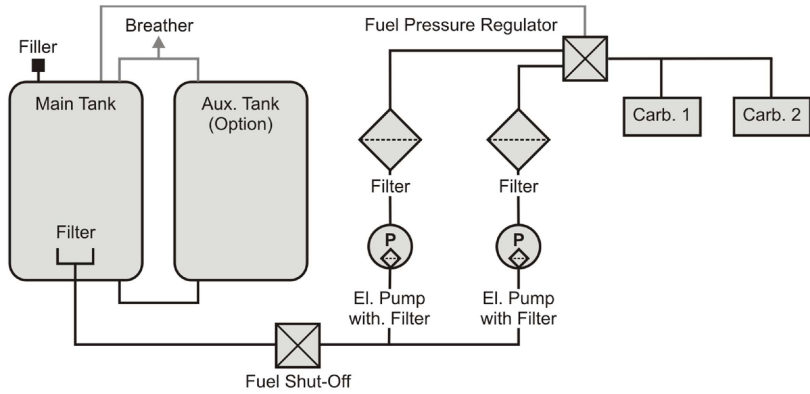 Breather
Fuel Pressure Regulator
Filler
Main Tank
Aux. Tank
(Option)
Carb. 1
Carb. 2
Filter
Filter
Filter
P
P
El. Pump
with. Filter
El. Pump
with Filter
Fuel Shut-Off